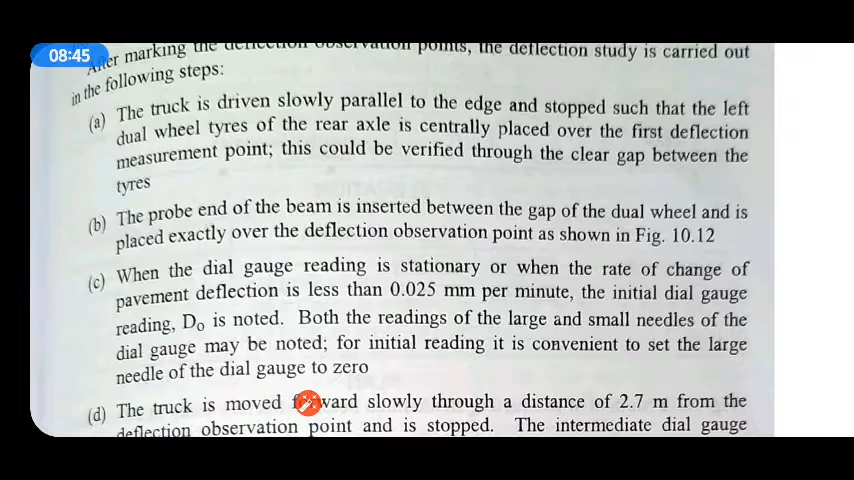 08:45
After marking the deflection observation points, the deflection study is carried out
in the following steps:
(a) The truck is driven slowly parallel to the edge and stopped such that the left
dual wheel tyres of the rear axle is centrally placed over the first deflection
measurement point; this could be verified through the clear gap between the
tyres
(b) The probe end of the beam is inserted between the gap of the dual wheel and is
placed exactly over the deflection observation point as shown in Fig. 10.12
(c) When the dial gauge reading is stationary or when the rate of change of
pavement deflection is less than 0.025 mm per minute, the initial dial gauge
reading, Do is noted. Both the readings of the large and small needles of the
dial gauge may be noted; for initial reading it is convenient to set the large
needle of the dial gauge to zero
(d) The truck is moved forward slowly through a distance of 2.7 m from the
deflection observation point and is stopped. The intermediate dial gauge